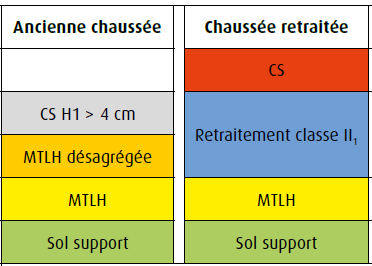 Ancienne chaussée Chaussée retraitée
CS
CS H1 > 4 cm
Retraitement classe II₁
MTLH désagrégée
MTLH MTLH
Sol support Sol support